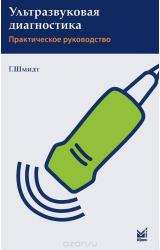 Ультразвуковая
диагностика
Практическое руководство
Г.Шмидт